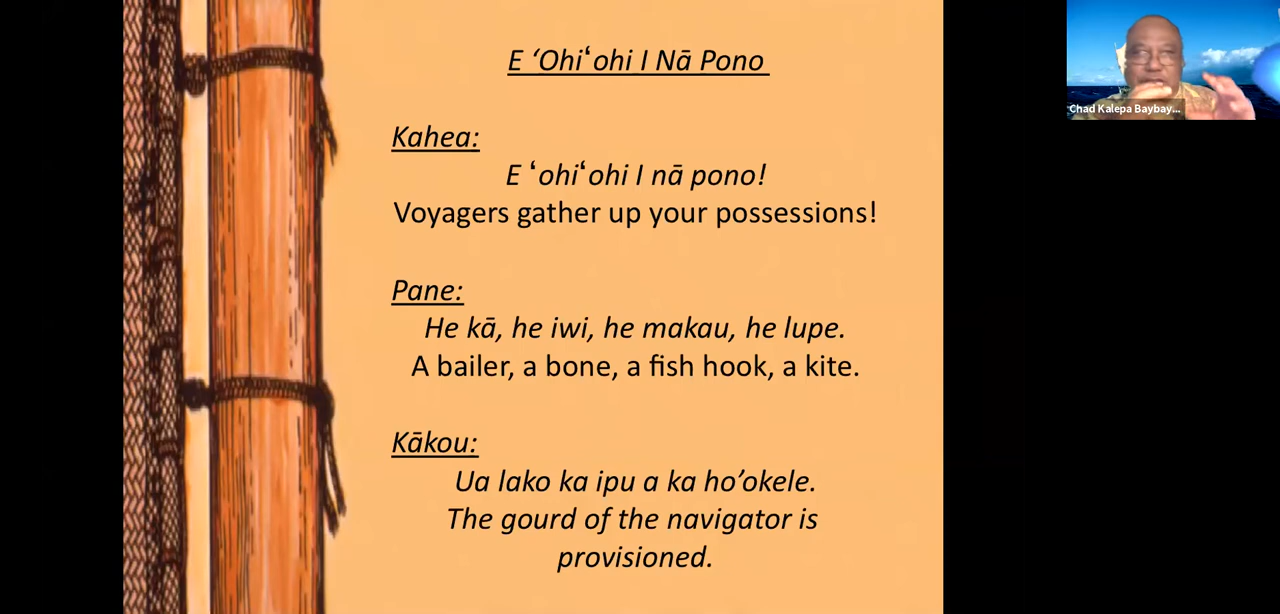 E ‘Ohiʻohi I Nā Pono
Kahea:
E ʻohiʻohi I nā pono!
Voyagers gather up your possessions!
Pane:
He kā, he iwi, he makau, he lupe.
A bailer, a bone, a fish hook, a kite.
Kākou:
Ua lako ka ipu a ka ho’okele.
The gourd of the navigator is
provisioned.
Chad Kalepa Baybay...